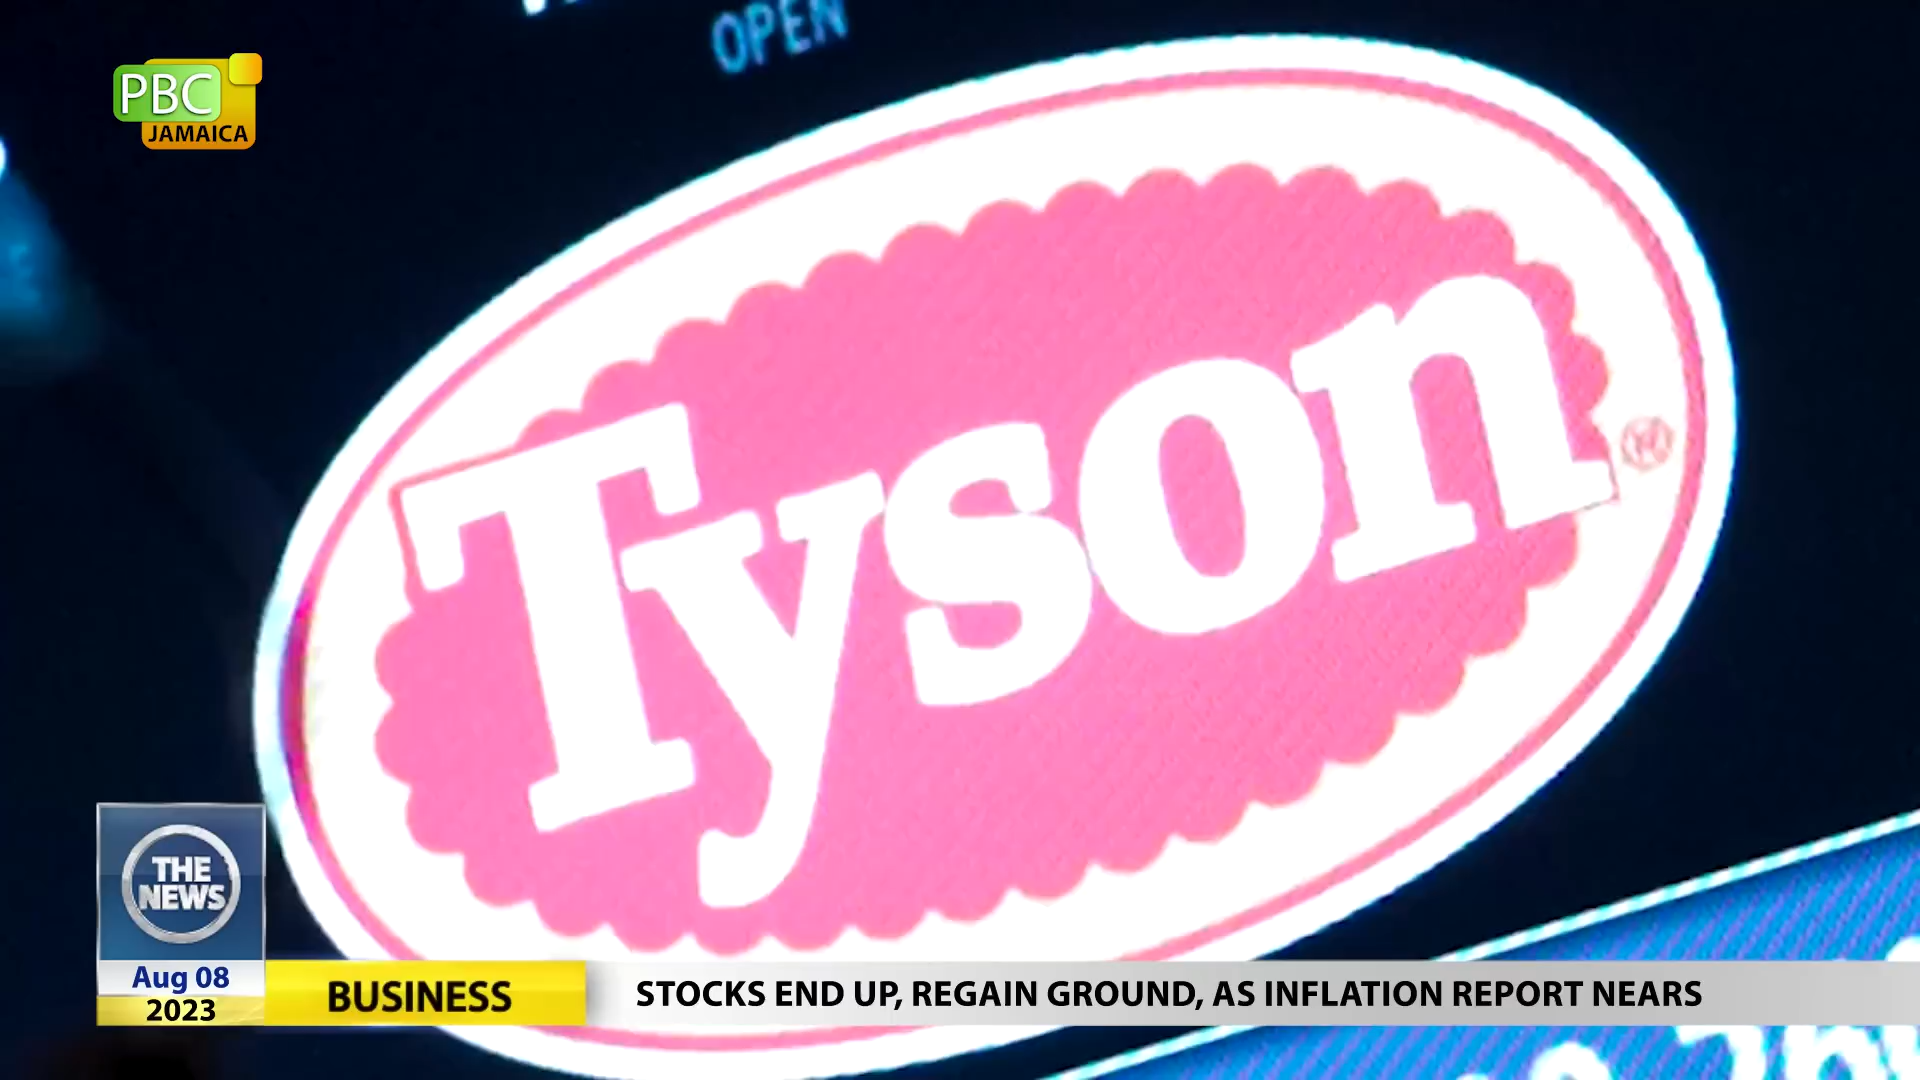 OPEN
PBC
JAMAICA
Tyson
®
THE
NEWS
Aug 08
2023
BUSINESS
STOCKS END UP, REGAIN GROUND, AS INFLATION REPORT NEARS